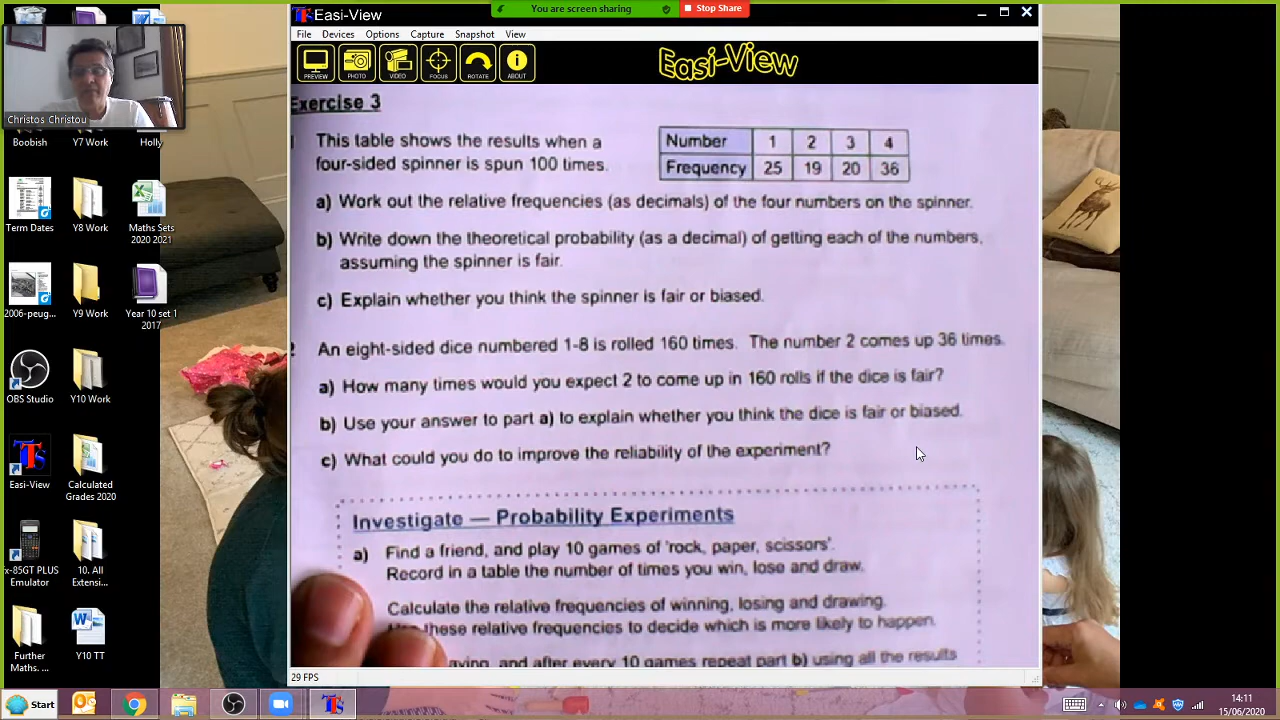 You are screen sharing
Stop Share
Easi-View
File Devices Options Capture Snapshot View
PREVIEW PHOTO VIDEO FOCUS ROTATE ABOUT
Easi-View
Christos Christou
Boobish
Y7 Work
Holly
Term Dates
Y8 Work
Maths Sets 2020 2021
2006-peug...
Y9 Work
Year 10 set 1 2017
OBS Studio
Y10 Work
Easi-View
Calculated Grades 2020
x-85GT PLUS Emulator
10. All Extensi...
Further Maths. ...
Y10 TT
Exercise 3
This table shows the results when a
four-sided spinner is spun 100 times.
Number 1 2 3 4
Frequency 25 19 20 36
a) Work out the relative frequencies (as decimals) of the four numbers on the spinner.
b) Write down the theoretical probability (as a decimal) of getting each of the numbers,
assuming the spinner is fair.
c) Explain whether you think the spinner is fair or biased.
An eight-sided dice numbered 1-8 is rolled 160 times. The number 2 comes up 36 times.
a) How many times would you expect 2 to come up in 160 rolls if the dice is fair?
b) Use your answer to part a) to explain whether you think the dice is fair or biased.
c) What could you do to improve the reliability of the experiment?
Investigate — Probability Experiments
a) Find a friend, and play 10 games of 'rock, paper, scissors'.
Record in a table the number of times you win, lose and draw.
Calculate the relative frequencies of winning, losing and drawing.
these relative frequencies to decide which is more likely to happen.
and after every 10 games repeat part b) using all the results
29 FPS
Start
14:11
15/06/2020